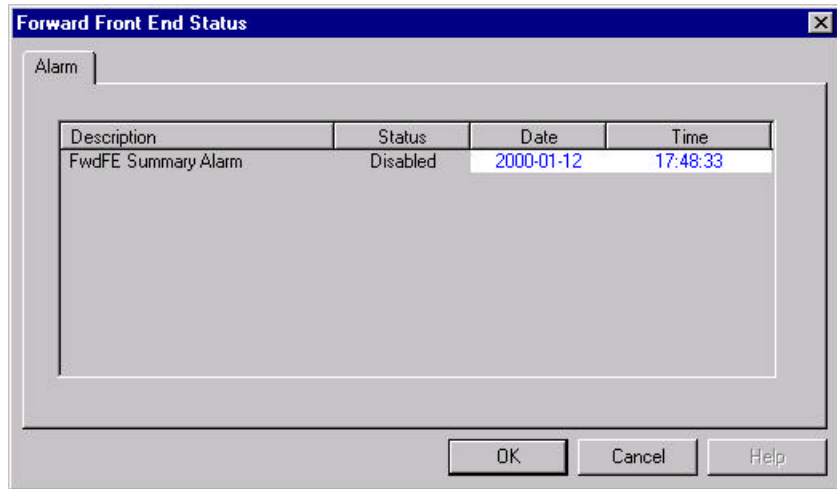 Forward Front End Status
Alarm
Description Status Date Time
FwdFE Summary Alarm Disabled 2000-01-12 17:48:33
OK Cancel Help